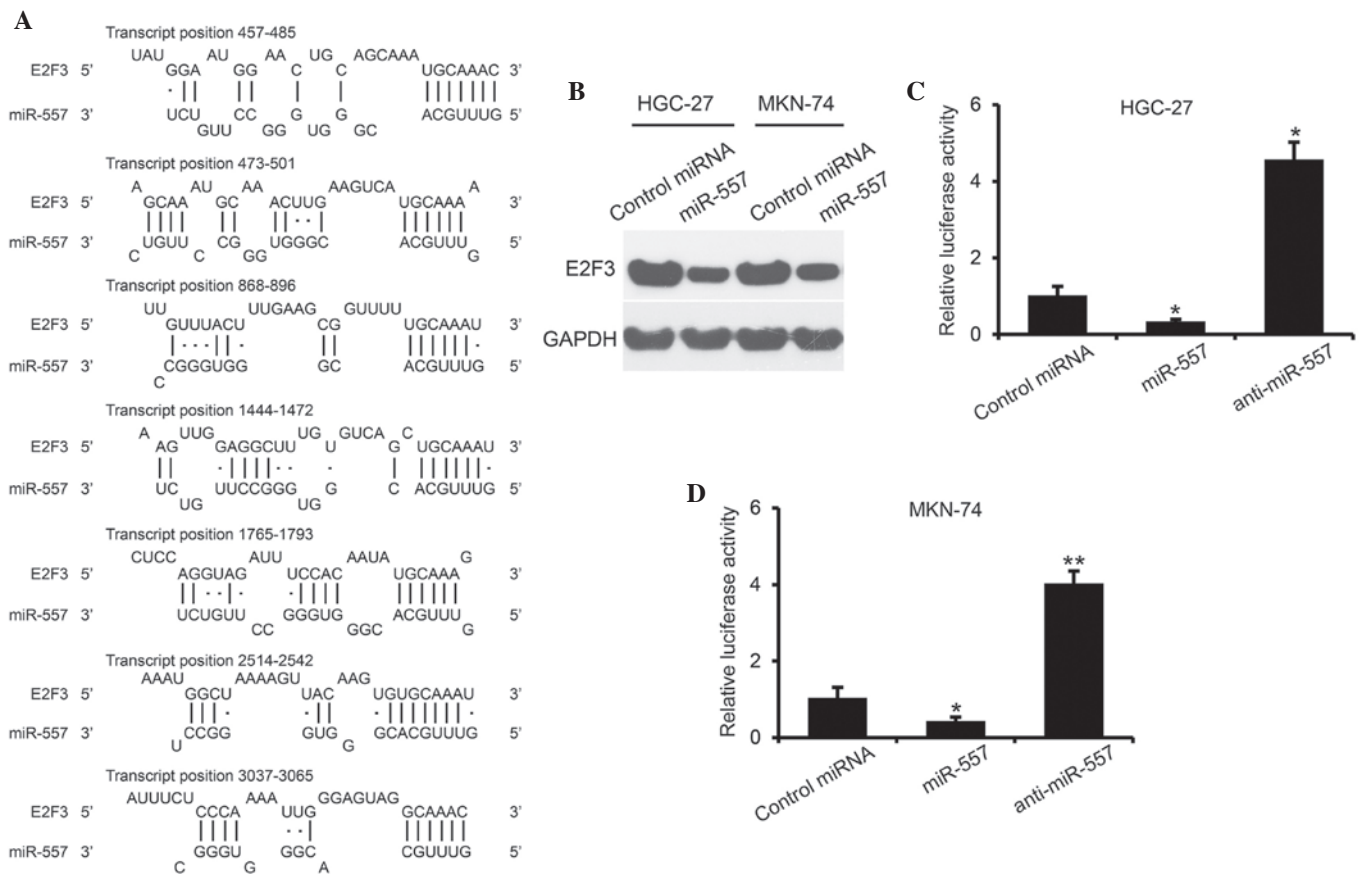 A
Transcript position 457-485
UAU AU AA UG AGCAAA
E2F3 5’ GGA GG C C UGCAAAC 3’
miR-557 3’ UCU CC G G ACGUUUG 5’
GUU GG UG GC
Transcript position 473-501
A AU AA AAGUCA A
E2F3 5’ GCAA GC ACUUG UGCAAA 3’
miR-557 3’ UGUU CG UGGGC ACGUUU 5’
C C GG G
Transcript position 868-896
UU UUGAAG GUUUU
E2F3 5’ GUUUACU CG UGCAAAU 3’
miR-557 3’ CGGGUGG GC ACGUUUG 5’
C
Transcript position 1444-1472
A UUG UG GUCA C
E2F3 5’ AG GAGGCUU U G UGCAAAU 3’
miR-557 3’ UC UUCCGGG G C ACGUUUG 5’
UG UG
Transcript position 1765-1793
CUCC AUU AAUA G
E2F3 5’ AGGUAG UCCAC UGCAAA 3’
miR-557 3’ UCUGUU GGGUG ACGUUU 5’
CC GGC G
Transcript position 2514-2542
AAAU AAAAGU AAG
E2F3 5’ GGCU UAC UGUGCAAAU 3’
miR-557 3’ CCGG GUG GCACGUUUG 5’
U G
Transcript position 3037-3065
AUUUCU AAA GGAGUAG
E2F3 5’ CCCA UUG GCAAAC 3’
miR-557 3’ GGGU GGC CGUUUG 5’
C G A
B
HGC-27 MKN-74
Control miRNA miR-557 Control miRNA miR-557
E2F3
GAPDH
C
HGC-27
Relative luciferase activity
6
4
2
0
* *
Control miRNA miR-557 anti-miR-557
D
MKN-74
Relative luciferase activity
6
4
2
0
* **
Control miRNA miR-557 anti-miR-557